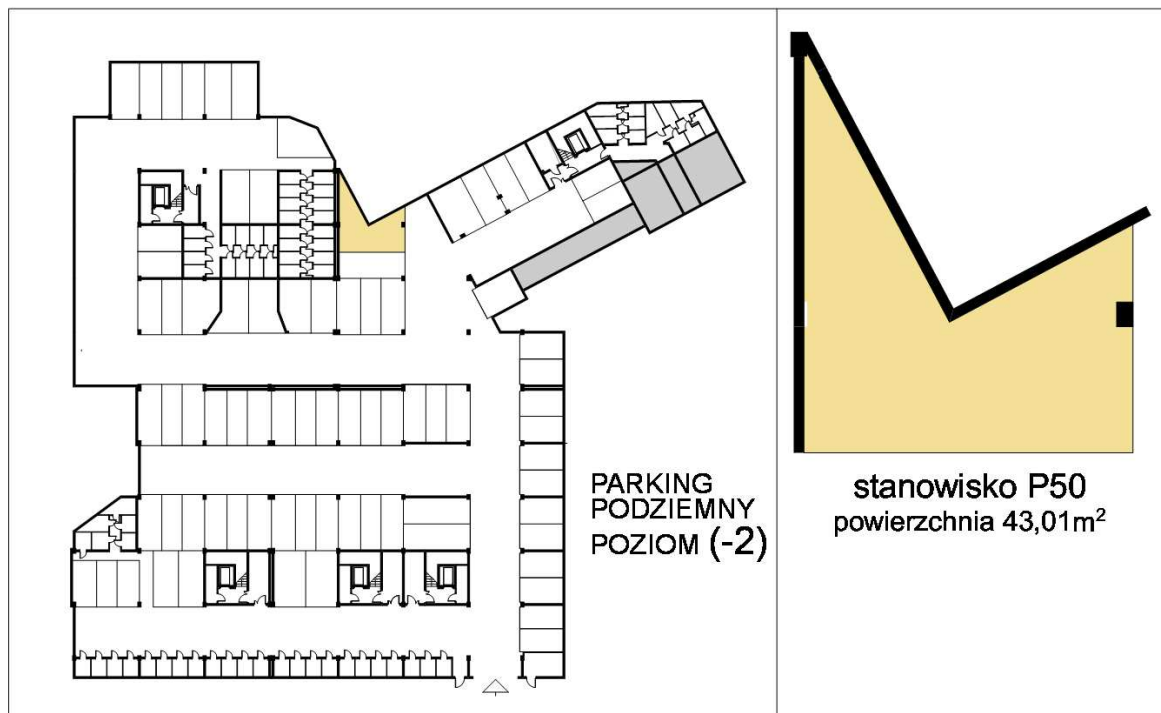 PARKING
PODZIEMNY
POZIOM (-2)
stanowisko P50
powierzchnia 43,01m²